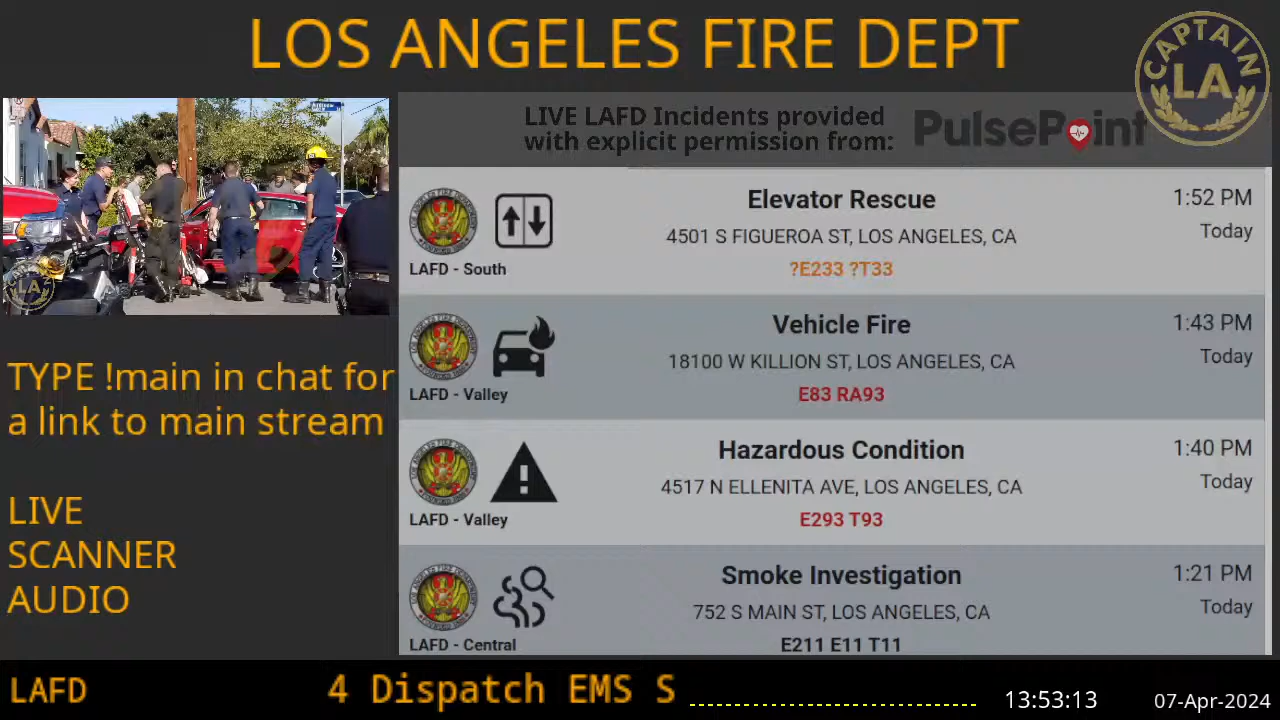 LOS ANGELES FIRE DEPT
CAPTAIN
LA
LIVE LAFD Incidents provided
with explicit permission from:
PulsePoint
Elevator Rescue
1:52 PM
4501 S FIGUEROA ST, LOS ANGELES, CA
Today
LAFD - South
?E233 ?T33
Vehicle Fire
1:43 PM
18100 W KILLION ST, LOS ANGELES, CA
Today
LAFD - Valley
E83 RA93
Hazardous Condition
1:40 PM
4517 N ELLENITA AVE, LOS ANGELES, CA
Today
LAFD - Valley
E293 T93
Smoke Investigation
1:21 PM
752 S MAIN ST, LOS ANGELES, CA
Today
LAFD - Central
E211 E11 T11
TYPE !main in chat for
a link to main stream
LIVE
SCANNER
AUDIO
LAFD
4 Dispatch EMS S
13:53:13
07-Apr-2024